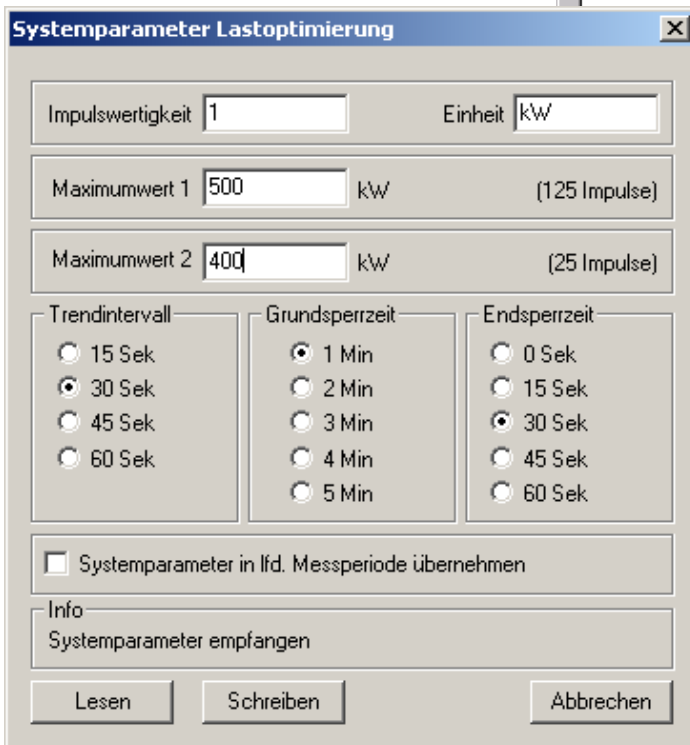 Systemparameter Lastoptimierung
Impulswertigkeit 1 Einheit kW
Maximumwert 1 500 kW (125 Impulse)
Maximumwert 2 400 kW (25 Impulse)
Trendintervall Grundsperrzeit Endsperrzeit
15 Sek 1 Min 0 Sek
30 Sek 2 Min 15 Sek
45 Sek 3 Min 30 Sek
60 Sek 4 Min 45 Sek
5 Min 60 Sek
Systemparameter in lfd. Messperiode übernehmen
Info
Systemparameter empfangen
Lesen Schreiben Abbrechen